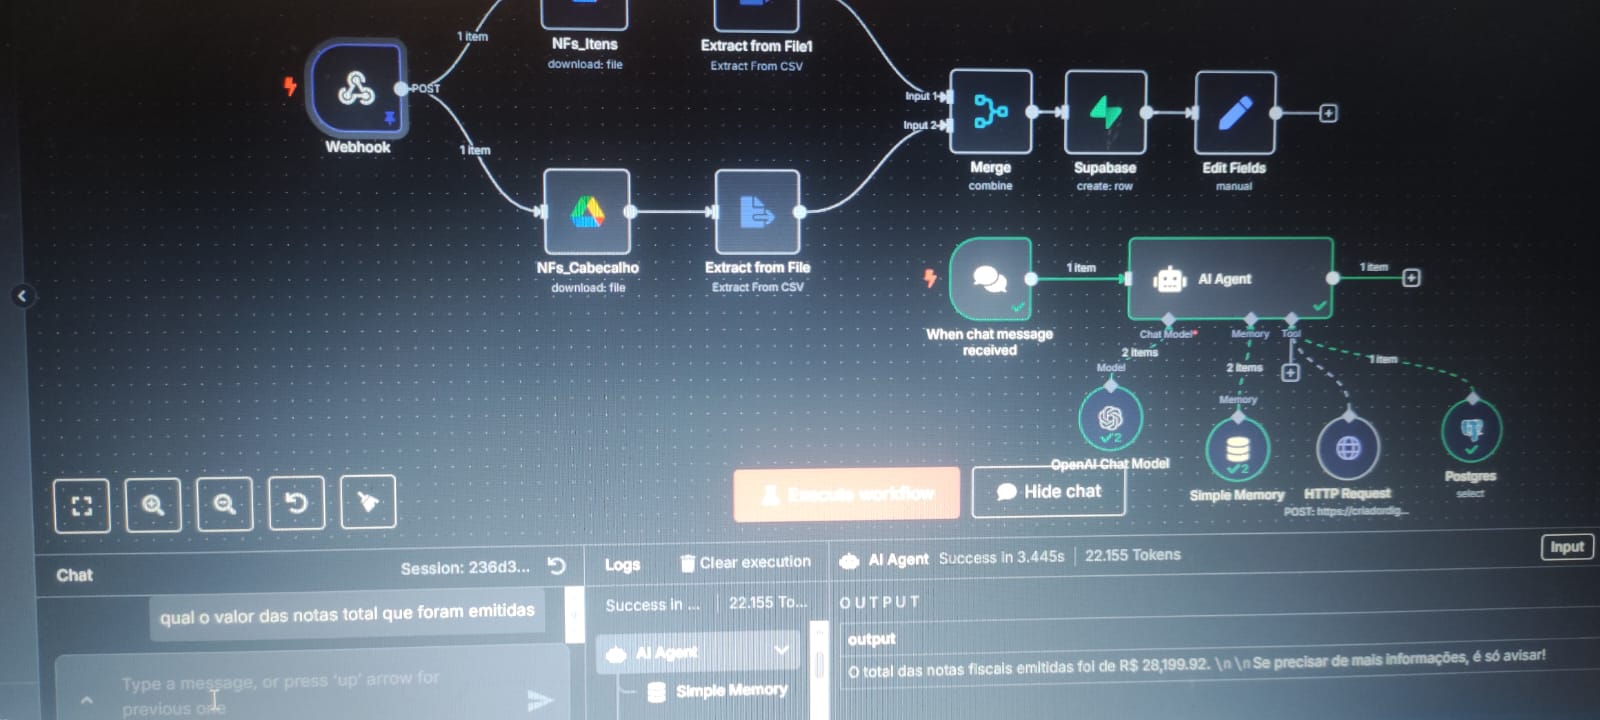 1 item
NFs_Itens
download: file
Extract from File1
Extract From CSV
POST
Input 1
Input 2
Webhook
1 item
Merge
combine
Supabase
create: row
Edit Fields
manual
NFs_Cabecalho
download: file
Extract from File
Extract From CSV
1 item
AI Agent
1 item
When chat message
received
Chat Model*
Memory
Tool
2 items
1 item
Model
2 items
Memory
2
OpenAI Chat Model
2
Simple Memory
HTTP Request
POST: https://criadordig...
Postgres
select
Execute workflow
Hide chat
Chat
Session: 236d3...
Logs
Clear execution
AI Agent
Success in 3.445s
22.155 Tokens
Input
qual o valor das notas total que foram emitidas
Success in ...
22.155 To...
OUTPUT
output
AI Agent
O total das notas fiscais emitidas foi de R$ 28,199.92. \n \n Se precisar de mais informações, é só avisar!
Type a message, or press 'up' arrow for
previous one
Simple Memory